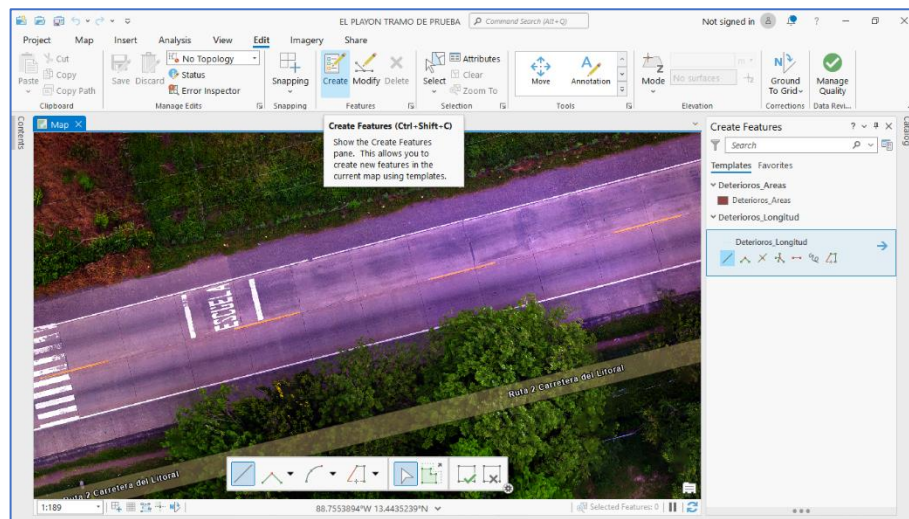 EL PLAYON TRAMO DE PRUEBA
Command Search (Alt+Q)
Not signed in
Project Map Insert Analysis View Edit Imagery Share
Cut
Copy
Copy Path
Paste
Clipboard
Save Discard
No Topology
Status
Error Inspector
Manage Edits
Snapping
Snapping
Create Modify Delete
Features
Select
Attributes
Clear
Zoom To
Selection
Move
Annotation
Tools
Mode
No surfaces
Elevation
Ground To Grid
Corrections
Manage Quality
Data Revi...
Contents
Map
Create Features (Ctrl+Shift+C)
Show the Create Features
pane. This allows you to
create new features in the
current map using templates.
ESCUELA
Ruta 2 Carretera del Litoral
Ruta 2 Carretera del Litoral
1:189
88.7553894°W 13.4435239°N
Selected Features: 0
Create Features
Search
Templates Favorites
Deterioros_Areas
Deterioros_Areas
Deterioros_Longitud
Deterioros_Longitud
Catalog